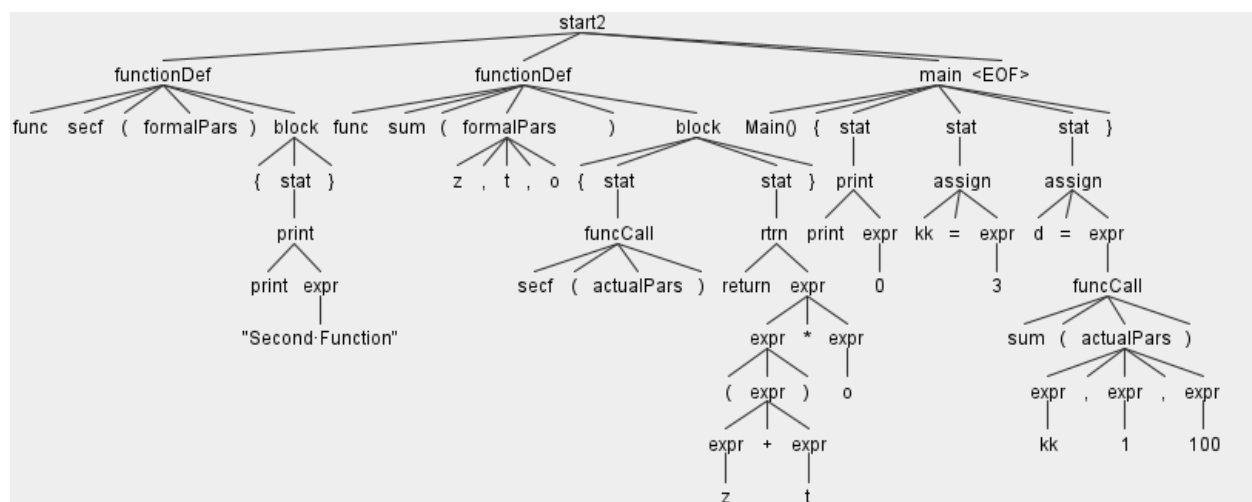 start2
functionDef functionDef main <EOF>
func secf ( formalPars ) block func sum ( formalPars ) block Main() { stat stat stat }
{ stat } z , t , o { stat stat } print assign assign
print funcCall rtrn print expr kk = expr d = expr
print expr secf ( actualPars ) return expr 0 3 funcCall
"Second·Function" expr * expr sum ( actualPars )
( expr ) o expr , expr , expr
expr + expr kk 1 100
z t